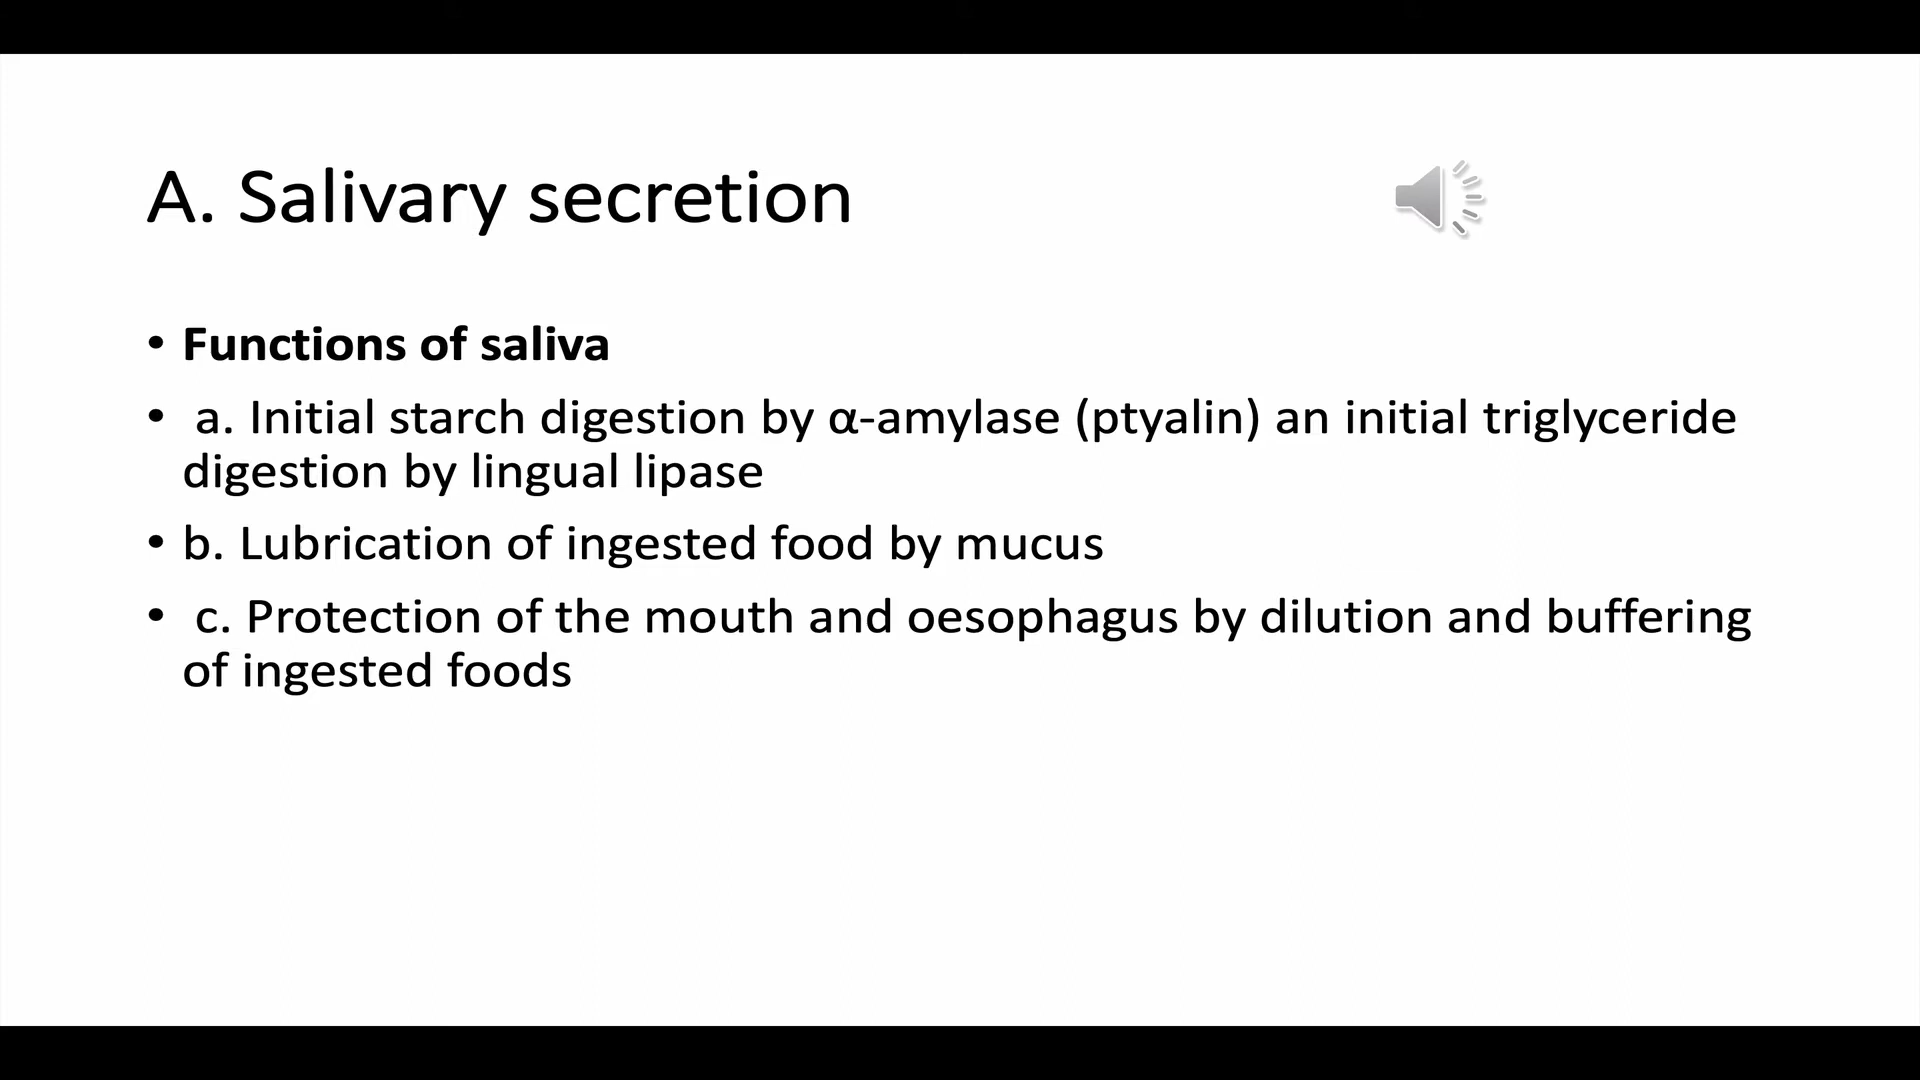 A. Salivary secretion
• Functions of saliva
• a. Initial starch digestion by α-amylase (ptyalin) an initial triglyceride
digestion by lingual lipase
• b. Lubrication of ingested food by mucus
• c. Protection of the mouth and oesophagus by dilution and buffering
of ingested foods